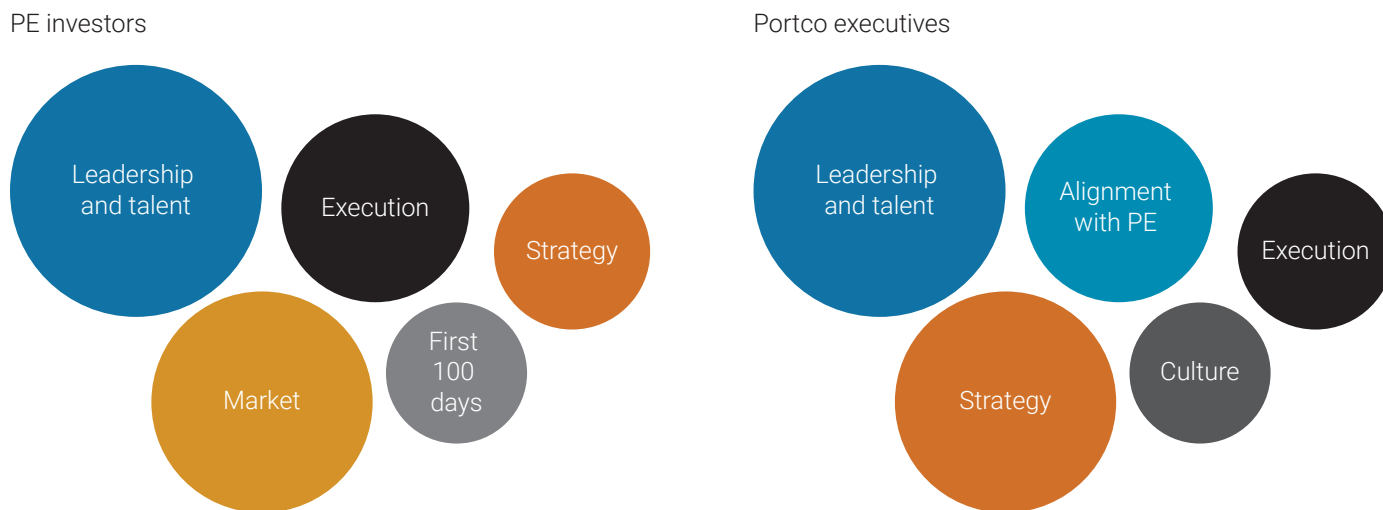 PE investors
Leadership
and talent
Execution
Strategy
Market
First
100
days
Portco executives
Leadership
and talent
Alignment
with PE
Execution
Strategy
Culture